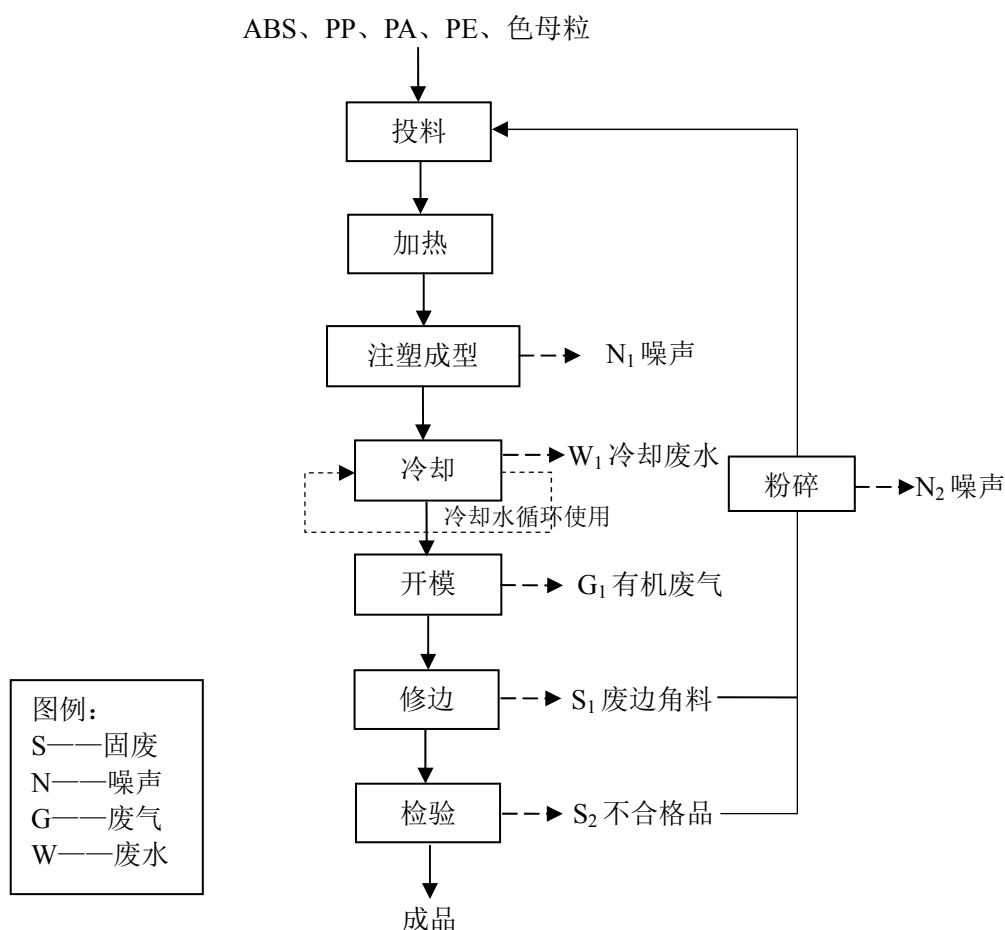 ABS、PP、PA、PE、色母粒
投料
加热
注塑成型
N₁ 噪声
冷却
W₁ 冷却废水
粉碎
N₂ 噪声
冷却水循环使用
开模
G₁ 有机废气
修边
S₁ 废边角料
检验
S₂ 不合格品
成品
图例：
S——固废
N——噪声
G——废气
W——废水